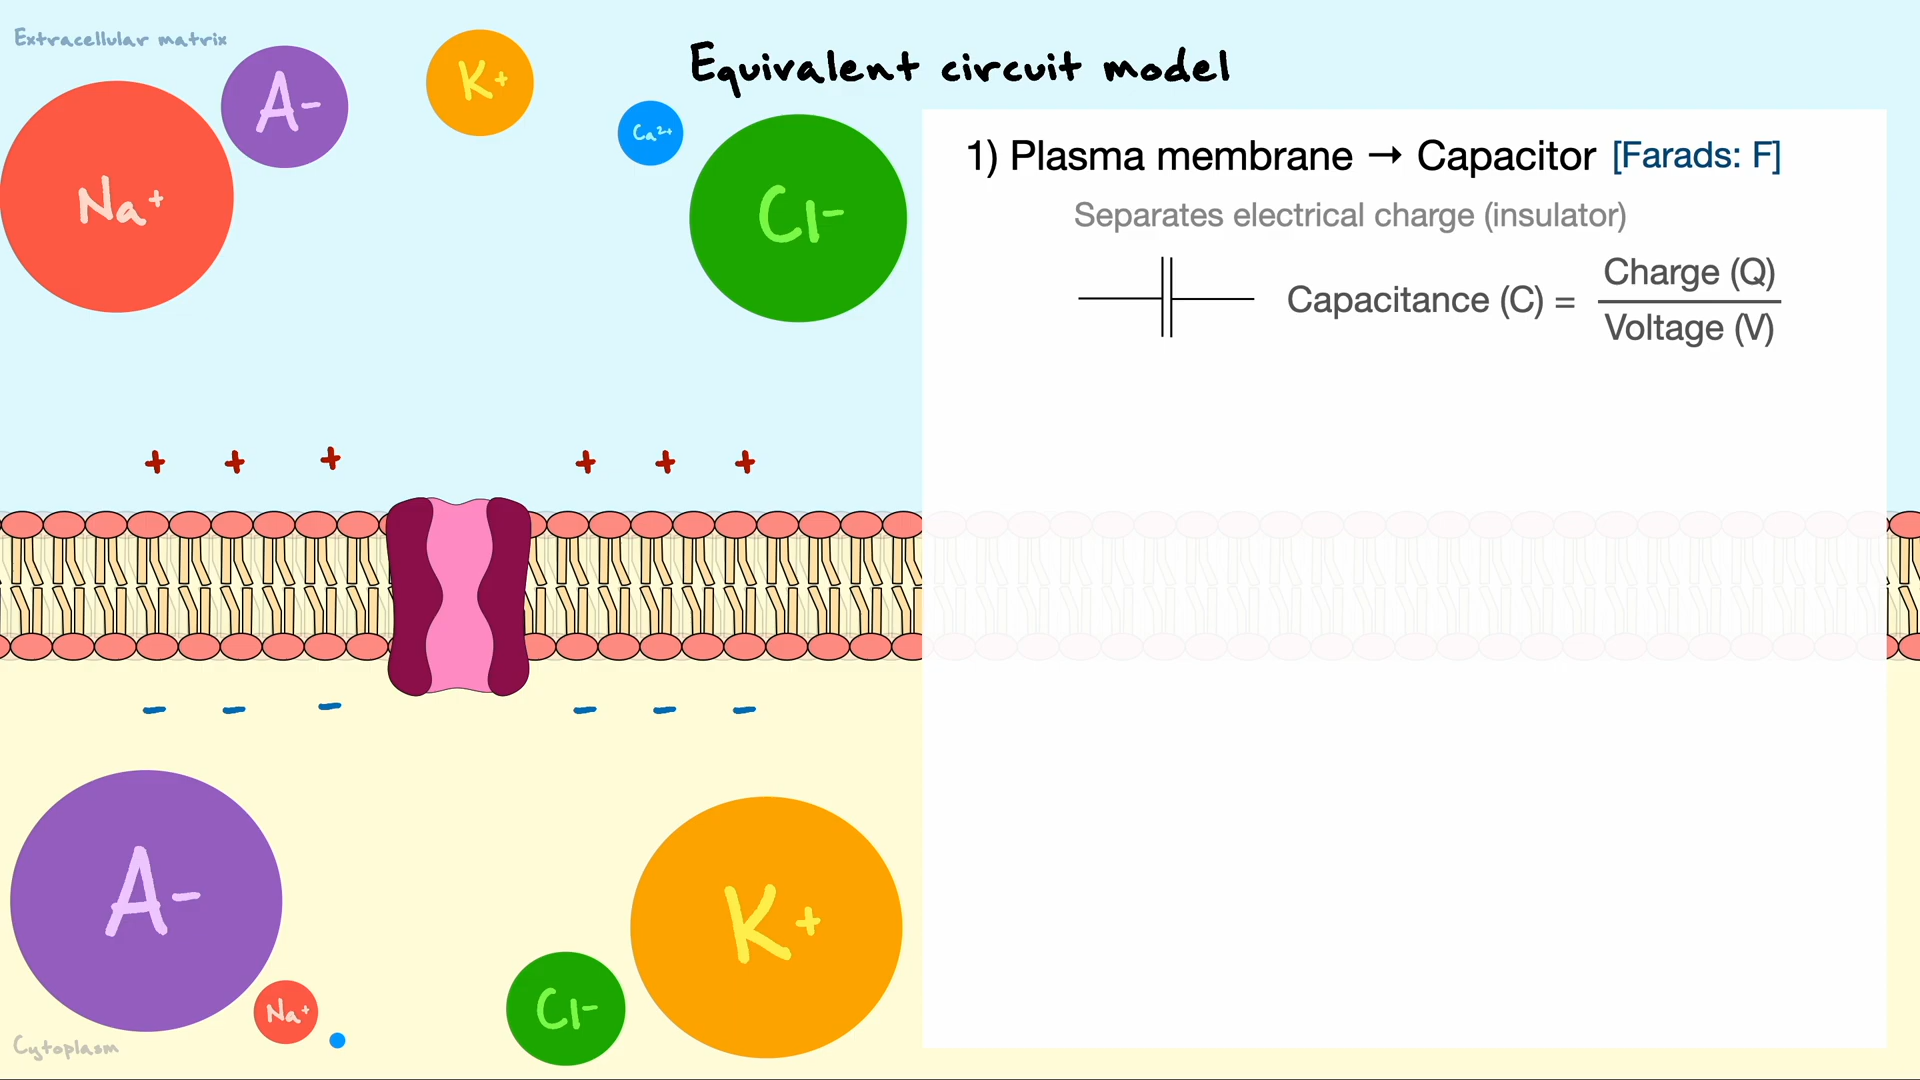 Extracellular matrix
Equivalent circuit model
Na+
A-
K+
Ca2+
Cl-
1) Plasma membrane → Capacitor [Farads: F]
Separates electrical charge (insulator)
Capacitance (C) = Charge (Q)
Voltage (V)
+ + + + + +
- - - - - -
A-
K+
Na+
Cl-
Cytoplasm